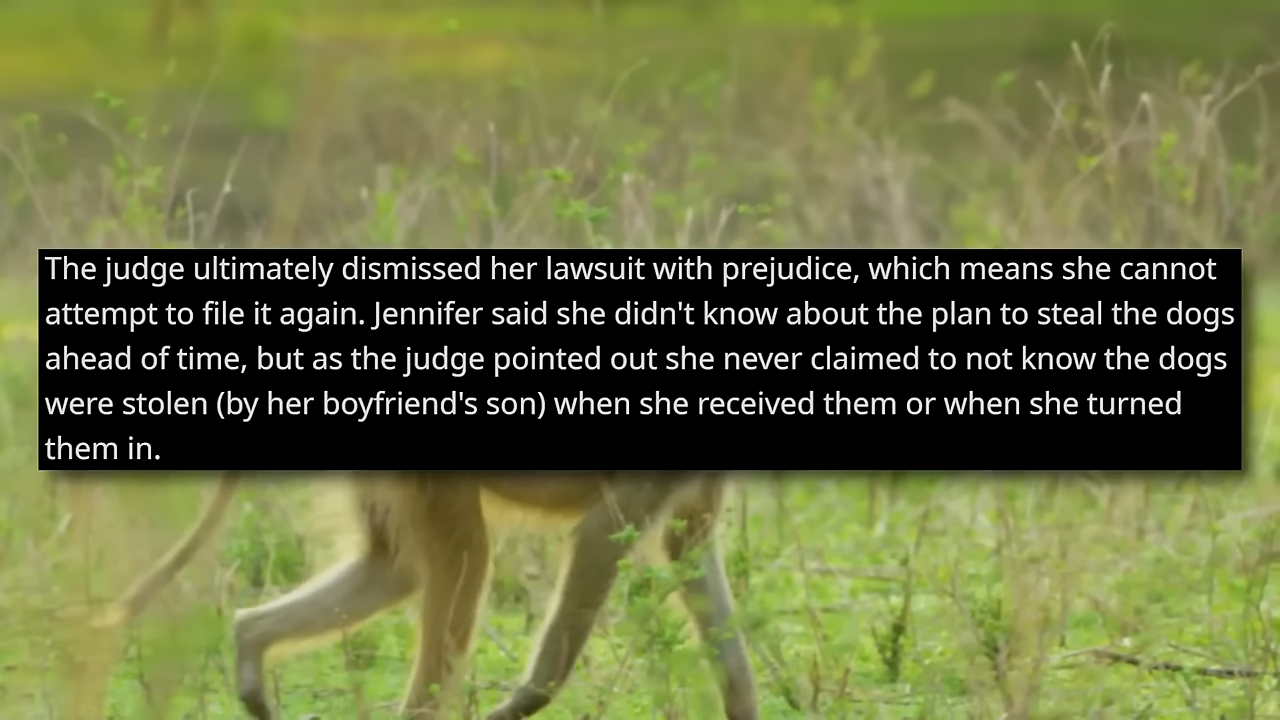 The judge ultimately dismissed her lawsuit with prejudice, which means she cannot
attempt to file it again. Jennifer said she didn't know about the plan to steal the dogs
ahead of time, but as the judge pointed out she never claimed to not know the dogs
were stolen (by her boyfriend's son) when she received them or when she turned
them in.